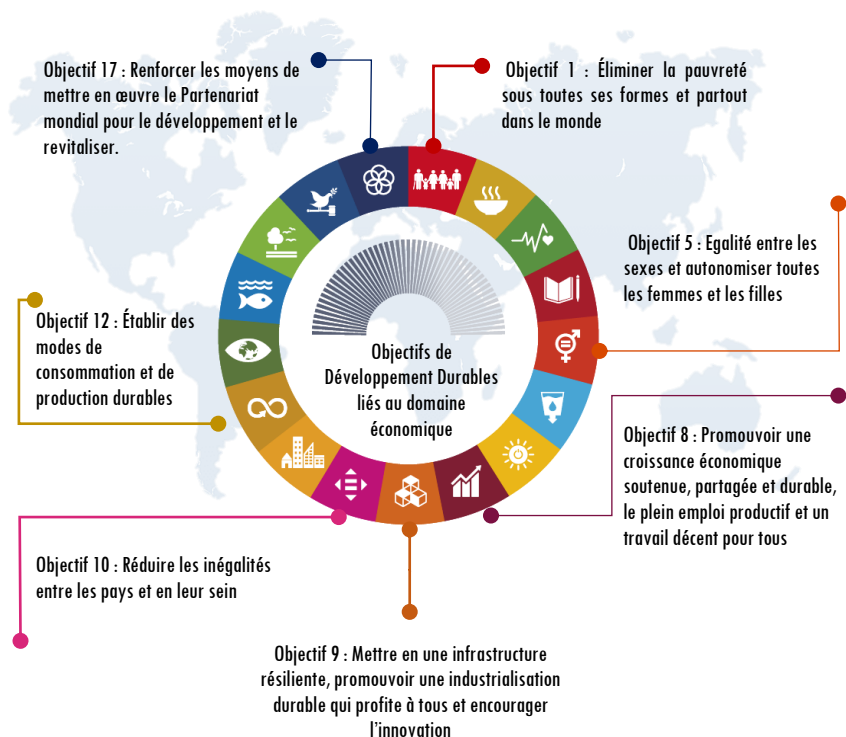 Objectif 17 : Renforcer les moyens de
mettre en œuvre le Partenariat
mondial pour le développement et le
revitaliser.
Objectif 1 : Éliminer la pauvreté
sous toutes ses formes et partout
dans le monde
Objectif 5 : Egalité entre les
sexes et autonomiser toutes
les femmes et les filles
Objectif 12 : Établir des
modes de
consommation et de
production durables
Objectifs de
Développement Durables
liés au domaine
économique
Objectif 8 : Promouvoir une
croissance économique
soutenue, partagée et durable,
le plein emploi productif et un
travail décent pour tous
Objectif 10 : Réduire les inégalités
entre les pays et en leur sein
Objectif 9 : Mettre en une infrastructure
résiliente, promouvoir une industrialisation
durable qui profite à tous et encourager
l'innovation